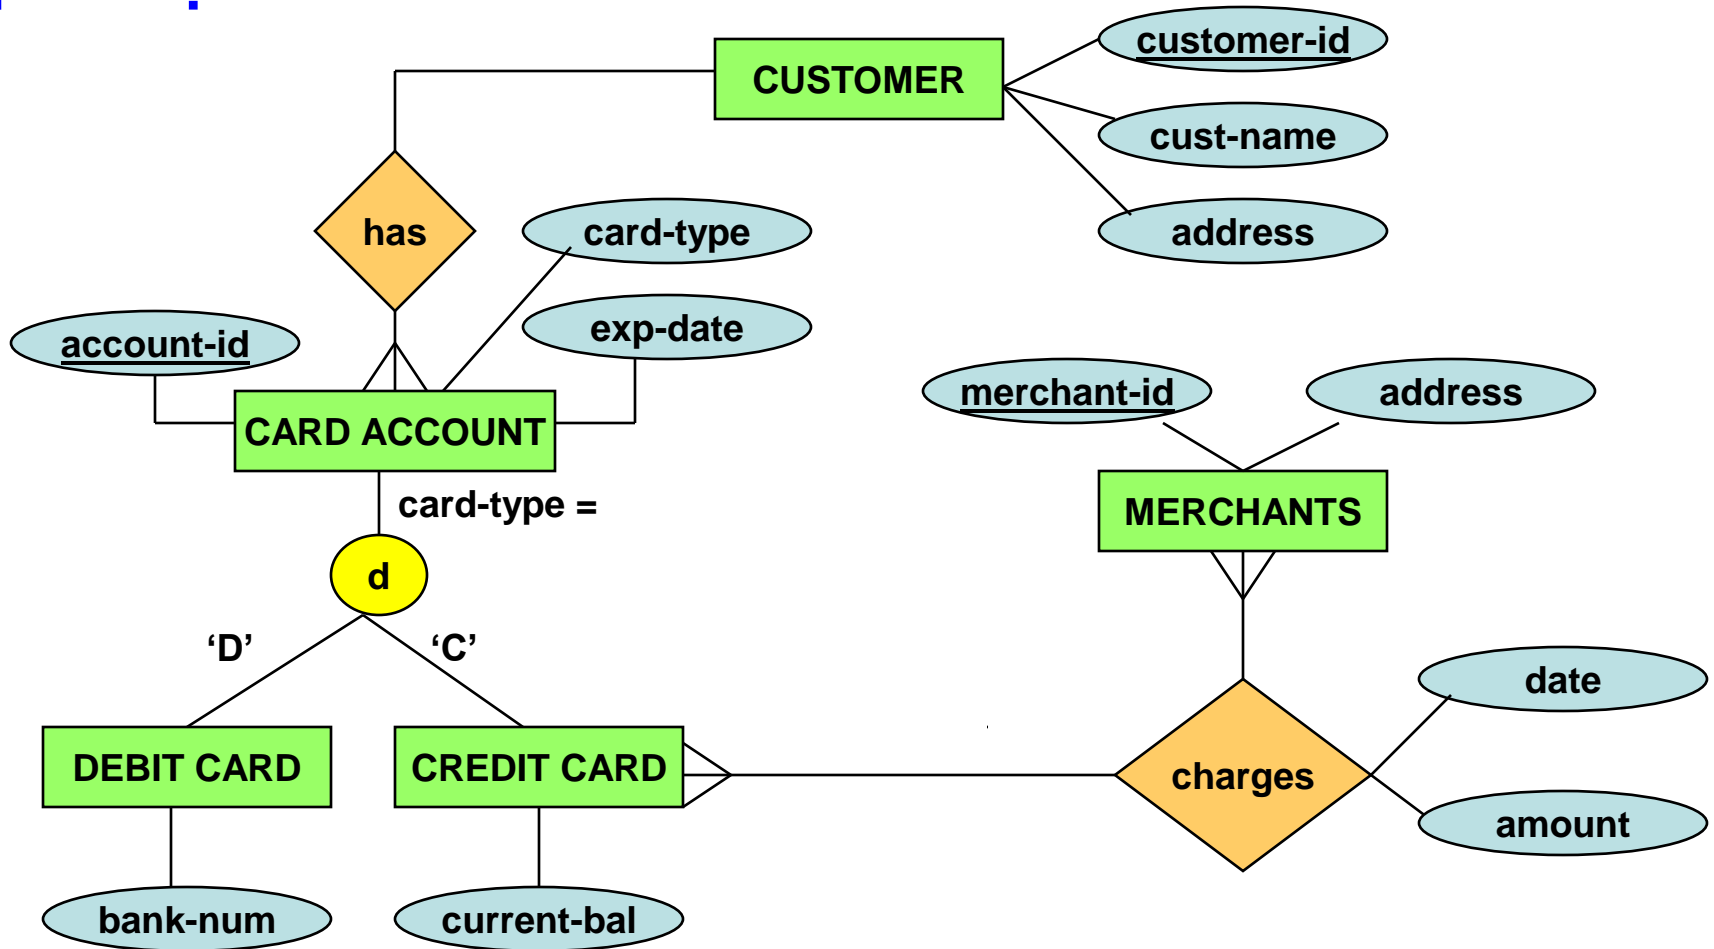 customer-id
CUSTOMER
cust-name
has
card-type
address
account-id
exp-date
merchant-id
address
CARD ACCOUNT
card-type =
MERCHANTS
d
‘D’
‘C’
date
DEBIT CARD
CREDIT CARD
charges
amount
bank-num
current-bal